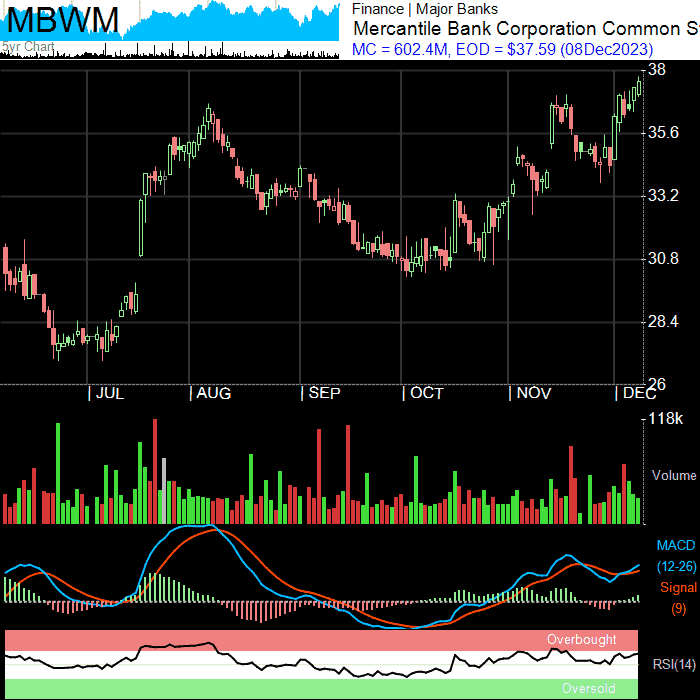 MBWM
5yr Chart
Finance | Major Banks
Mercantile Bank Corporation Common S
MC = 602.4M, EOD = $37.59 (08Dec2023)
38
35.6
33.2
30.8
28.4
26
| JUL | AUG | SEP | OCT | NOV | DEC
118k
Volume
MACD
(12-26)
Signal
(9)
Overbought
RSI(14)
Oversold